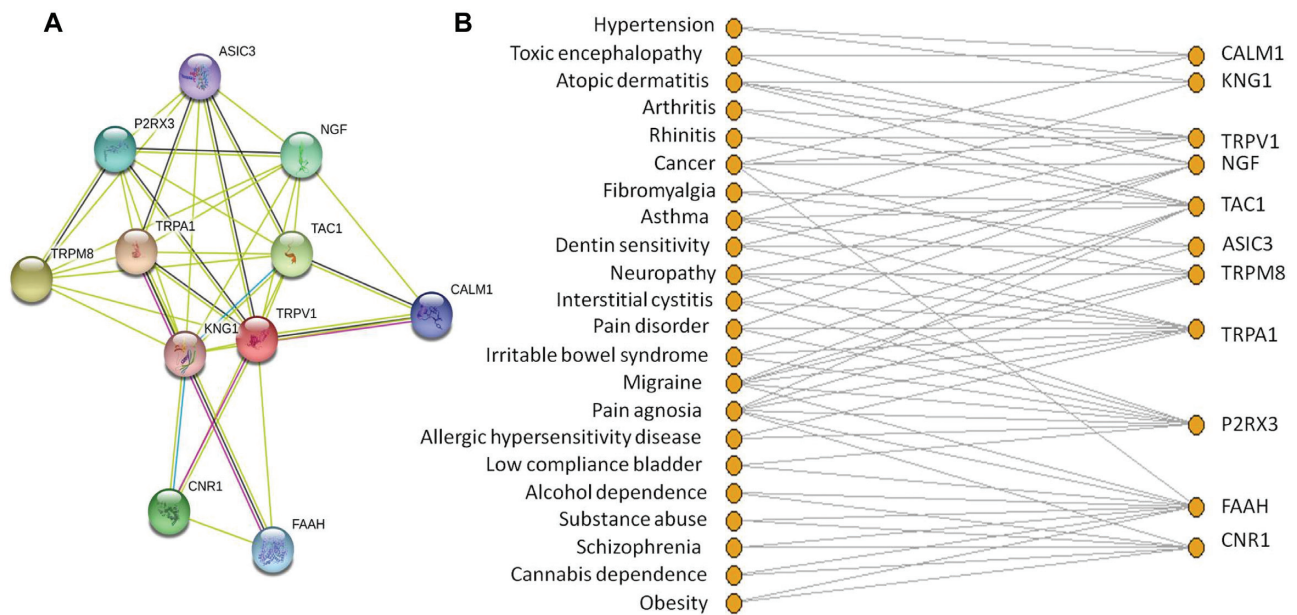 A
ASIC3
P2RX3
NGF
TRPA1
TAC1
TRPM8
CALM1
KNG1
TRPV1
CNR1
FAAH
B
Hypertension
Toxic encephalopathy
Atopic dermatitis
Arthritis
Rhinitis
Cancer
Fibromyalgia
Asthma
Dentin sensitivity
Neuropathy
Interstitial cystitis
Pain disorder
Irritable bowel syndrome
Migraine
Pain agnosia
Allergic hypersensitivity disease
Low compliance bladder
Alcohol dependence
Substance abuse
Schizophrenia
Cannabis dependence
Obesity
CALM1
KNG1
TRPV1
NGF
TAC1
ASIC3
TRPM8
TRPA1
P2RX3
FAAH
CNR1